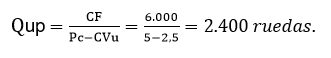 Qup = CF / Pc−CVu = 6.000 / 5−2,5 = 2.400 ruedas.